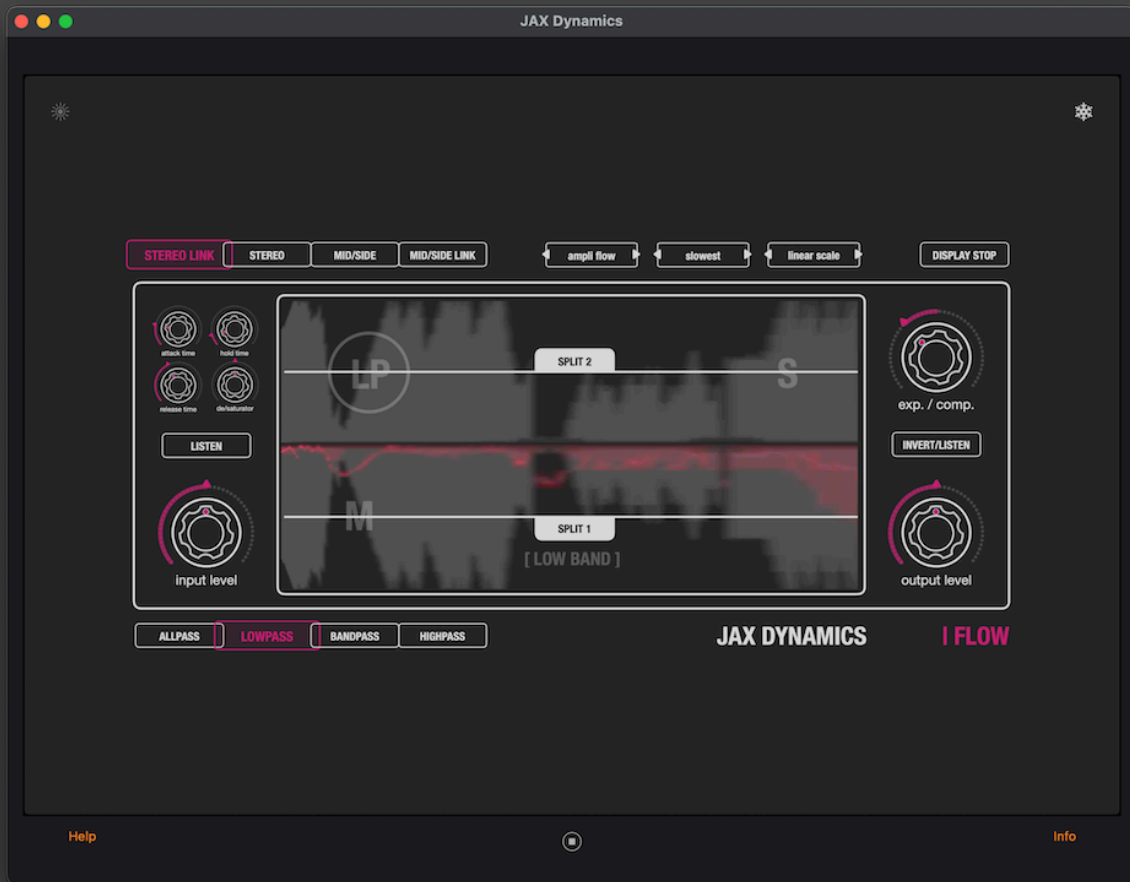 JAX Dynamics
STEREO LINK STEREO MID/SIDE MID/SIDE LINK ampli flow slowest linear scale DISPLAY STOP
attack time hold time
release time de/saturator
LISTEN
input level
LP
S
SPLIT 2
M
SPLIT 1
[ LOW BAND ]
exp. / comp.
INVERT/LISTEN
output level
ALLPASS LOWPASS BANDPASS HIGHPASS JAX DYNAMICS I FLOW
Help Info